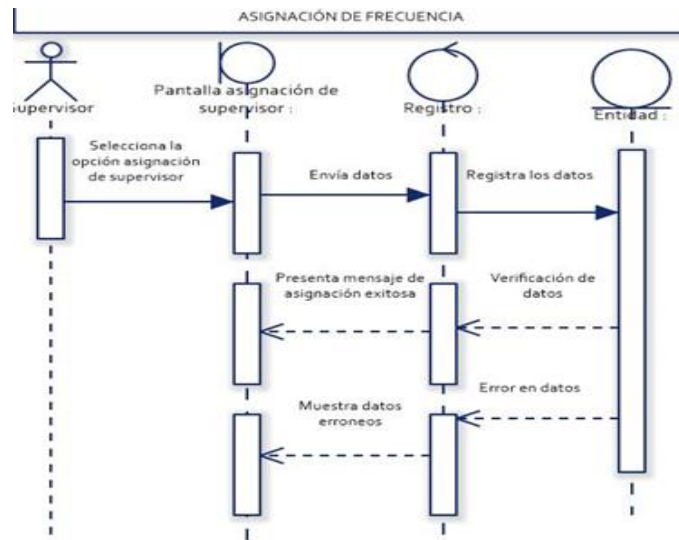 ASIGNACIÓN DE FRECUENCIA
Supervisor
Pantalla asignación de
supervisor :
Registro :
Entidad :
Selecciona la
opción asignación
de supervisor
Envía datos
Registra los datos
Presenta mensaje de
asignación exitosa
Verificación de
datos
Muestra datos
erroneos
Error en datos